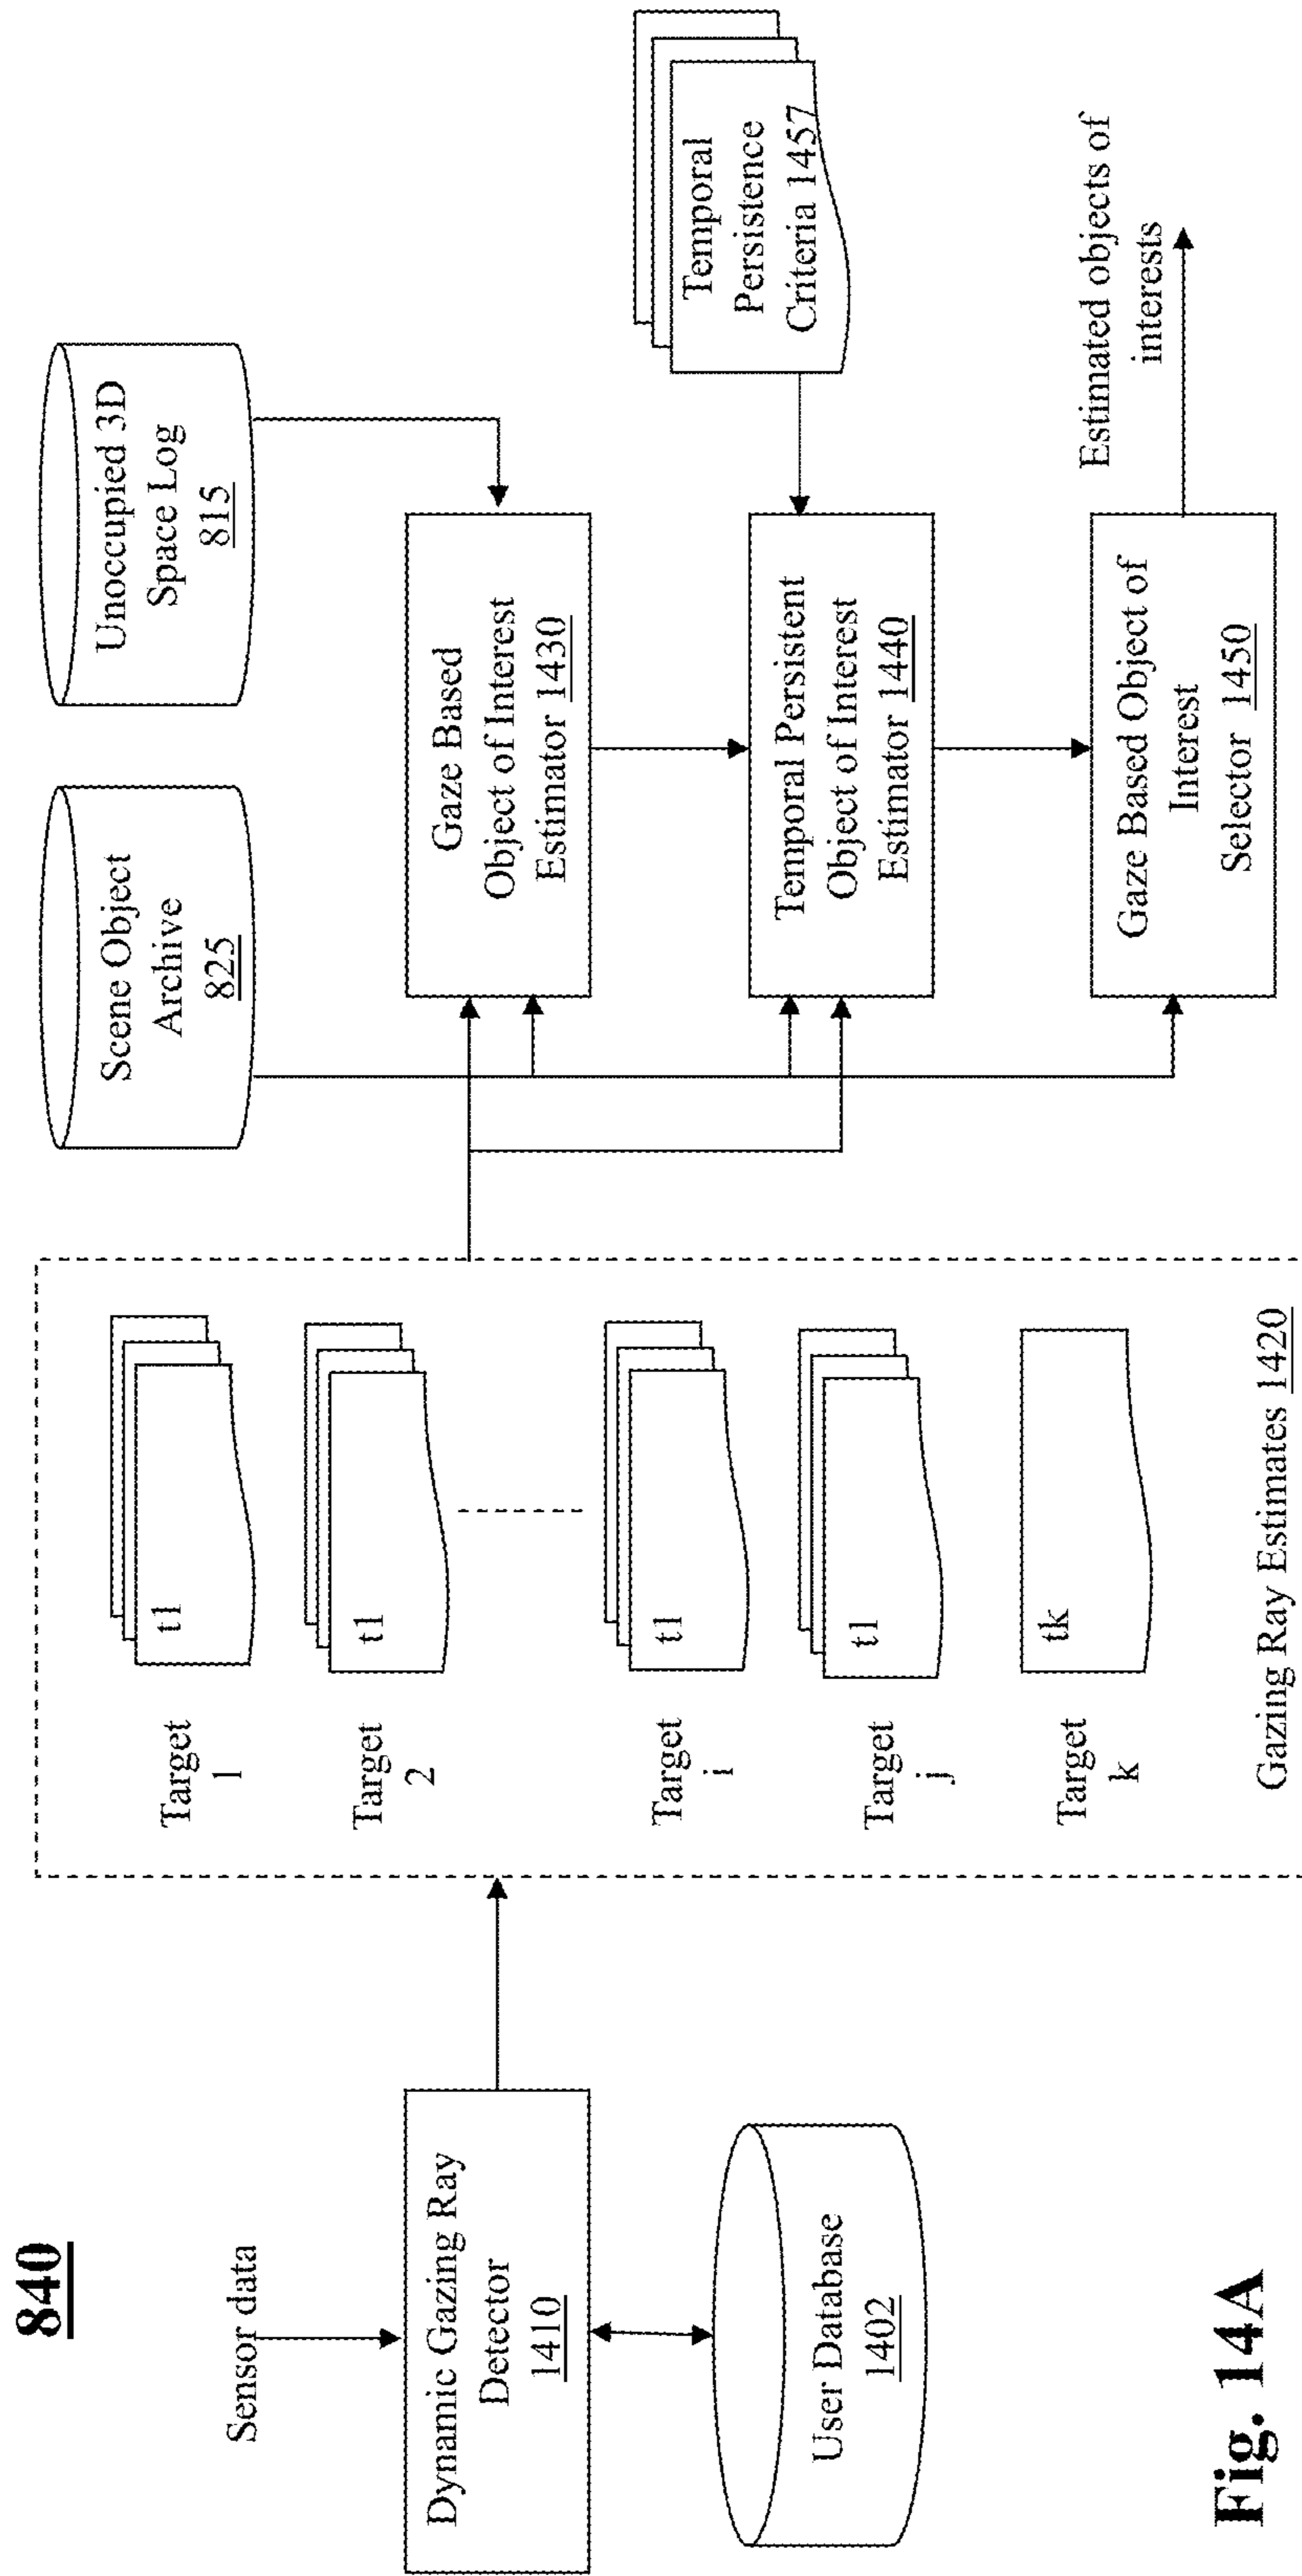 840
Sensor data
Dynamic Gazing Ray
Detector
1410
User Database
1402
Target
1
t1
Target
2
t1
Target
i
t1
Target
j
t1
Target
k
tk
Gazing Ray Estimates 1420
Scene Object
Archive
825
Unoccupied 3D
Space Log
815
Gaze Based
Object of Interest
Estimator 1430
Temporal Persistent
Object of Interest
Estimator 1440
Temporal
Persistence
Criteria 1457
Gaze Based Object of
Interest
Selector 1450
Estimated objects of
interests
Fig. 14A